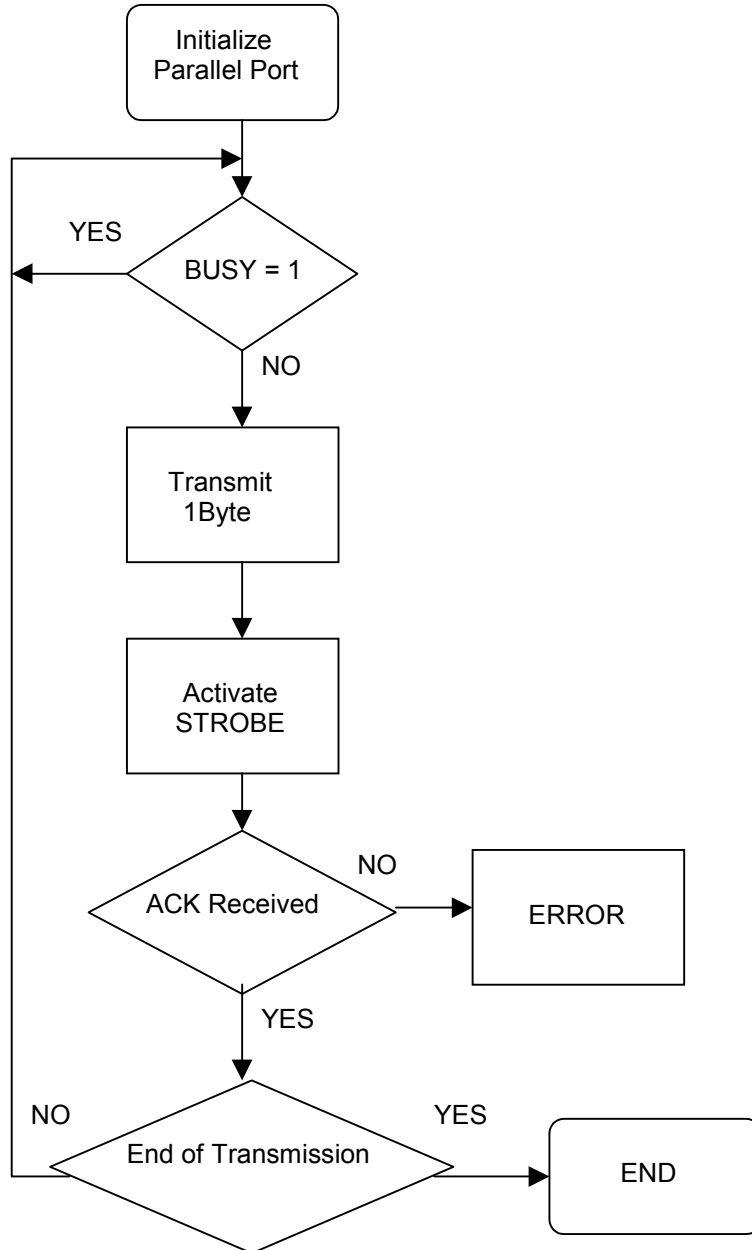 Initialize
Parallel Port
YES
BUSY = 1
NO
Transmit
1Byte
Activate
STROBE
ACK Received
NO
ERROR
YES
NO
End of Transmission
YES
END